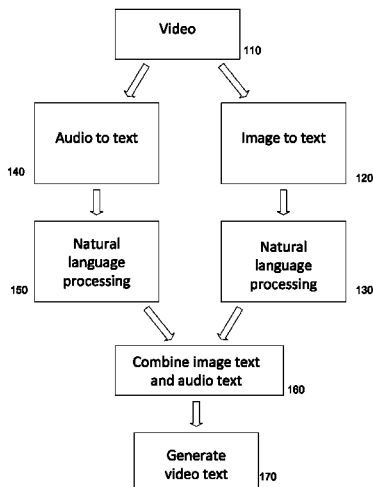 Video
110
Audio to text
140
Image to text
120
Natural
language
processing
150
Natural
language
processing
130
Combine image text
and audio text
160
Generate
video text
170